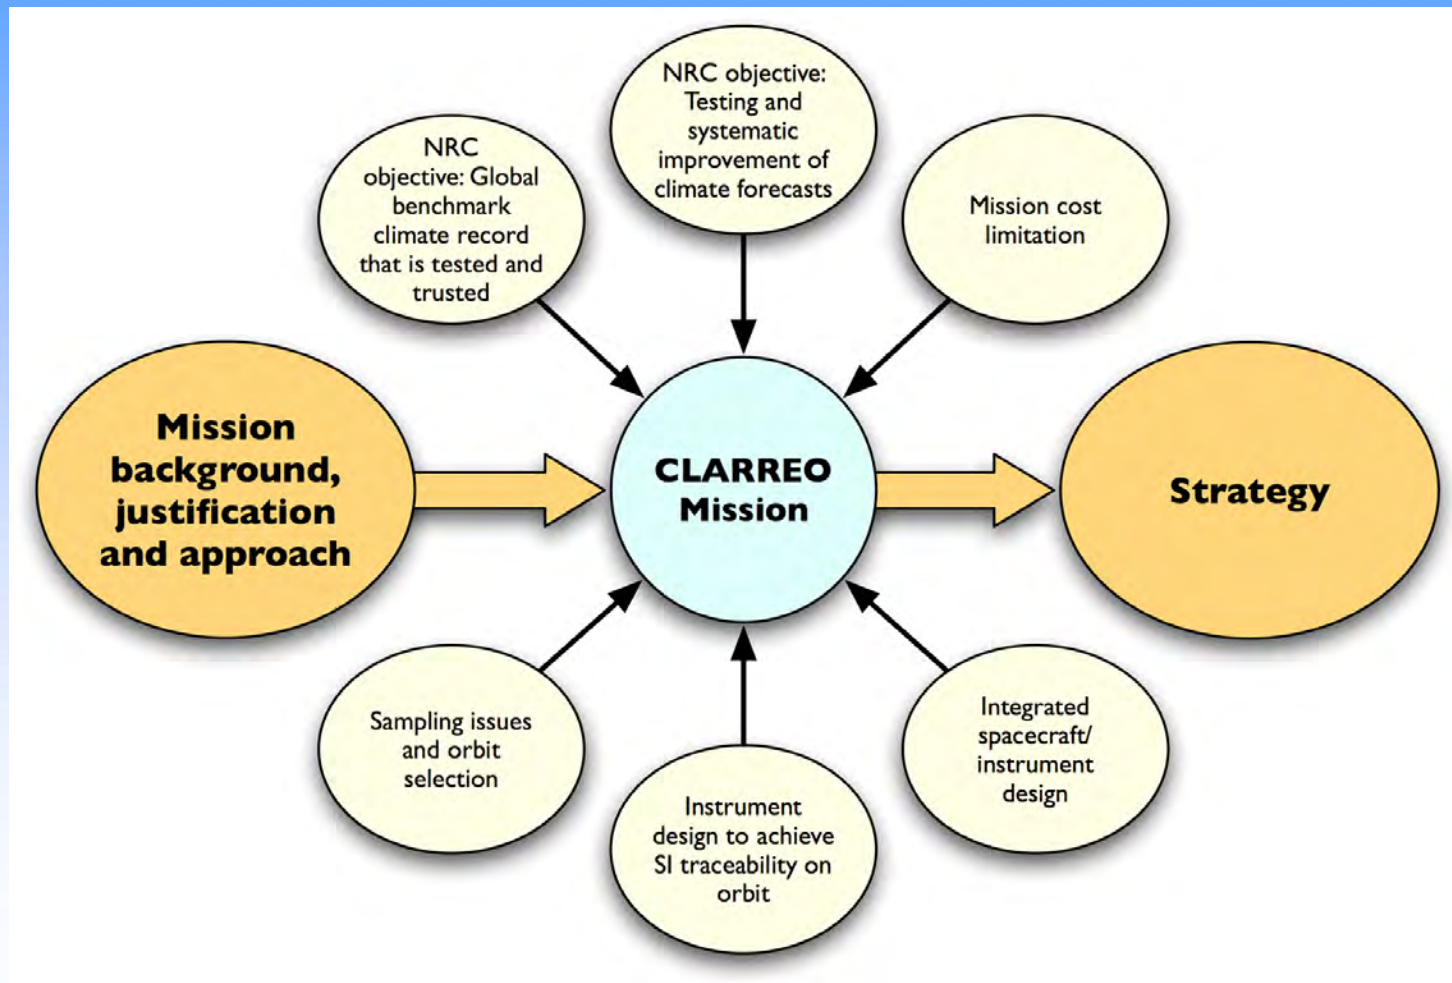 NRC objective:
Testing and
systematic
improvement of
climate forecasts
NRC
objective: Global
benchmark
climate record
that is tested and
trusted
Mission cost
limitation
Mission
background,
justification
and approach
CLARREO
Mission
Strategy
Sampling issues
and orbit
selection
Instrument
design to achieve
SI traceability on
orbit
Integrated
spacecraft/
instrument
design